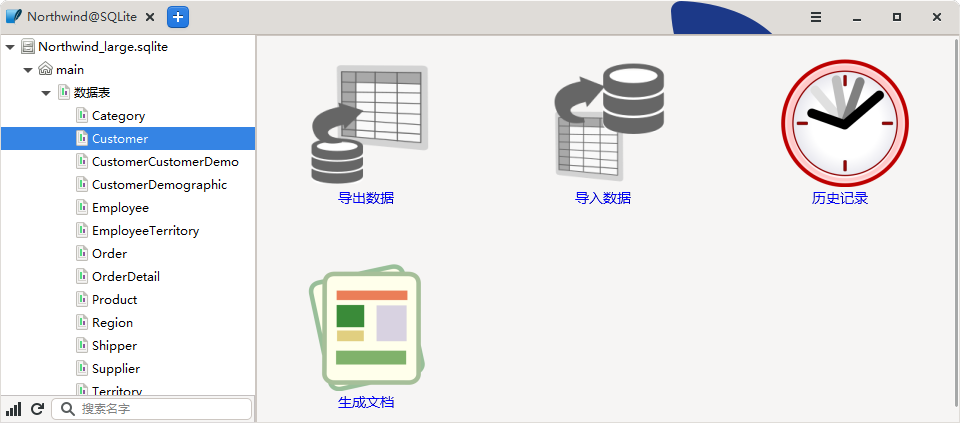 Northwind@SQLite
Northwind_large.sqlite
main
数据表
Category
Customer
CustomerCustomerDemo
CustomerDemographic
Employee
EmployeeTerritory
Order
OrderDetail
Product
Region
Shipper
Supplier
Territory
搜索名字
导出数据
导入数据
历史记录
生成文档